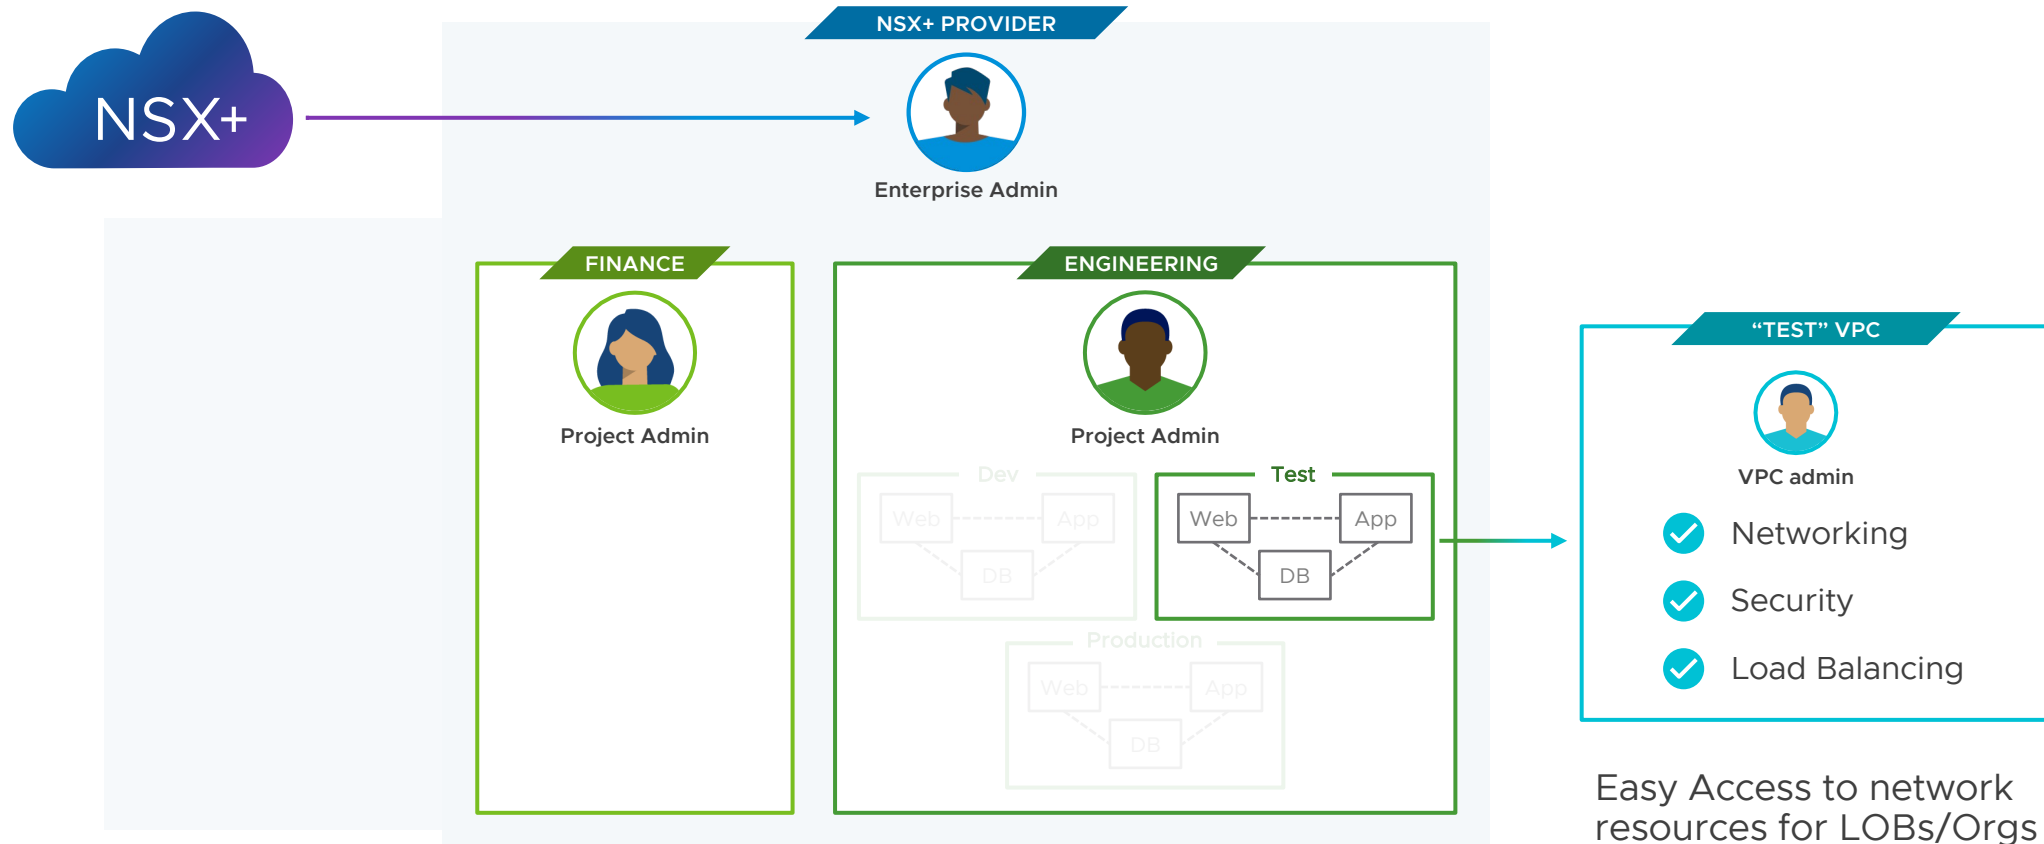 NSX+
NSX+ PROVIDER
Enterprise Admin
FINANCE
Project Admin
ENGINEERING
Project Admin
Dev
Web
App
DB
Test
Web
App
DB
Production
Web
App
DB
“TEST” VPC
VPC admin
Networking
Security
Load Balancing
Easy Access to network
resources for LOBs/Orgs